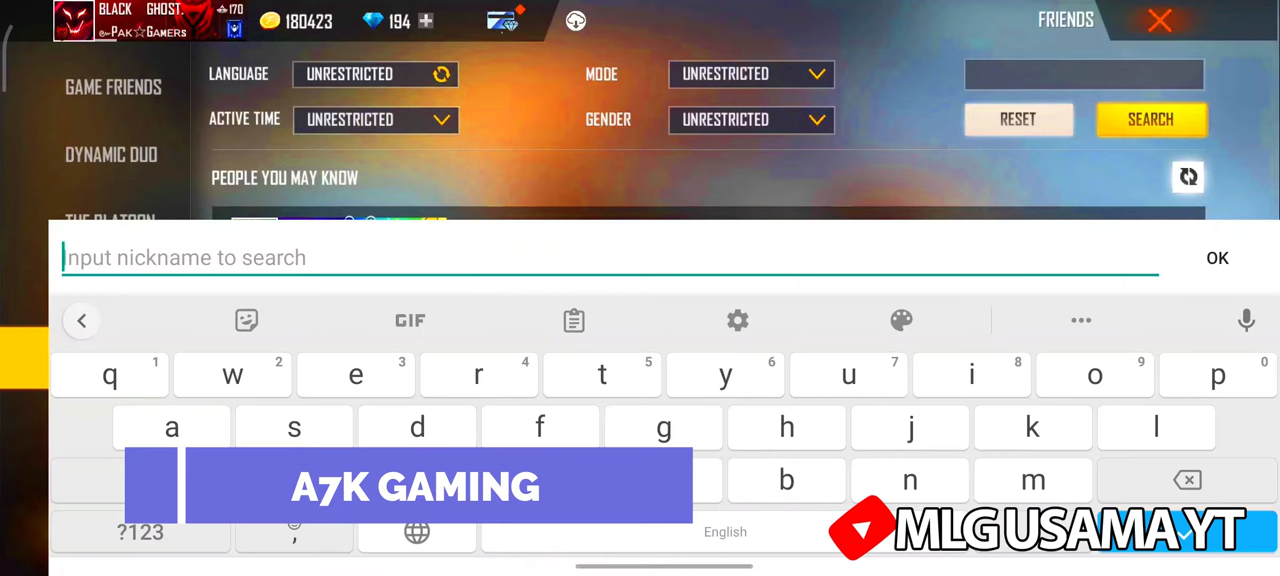 BLACK GHOST.
PAK☆GAMERS
170
180423
194
FRIENDS
GAME FRIENDS
DYNAMIC DUO
THE PLATOON
LANGUAGE UNRESTRICTED
MODE UNRESTRICTED
ACTIVE TIME UNRESTRICTED
GENDER UNRESTRICTED
RESET
SEARCH
PEOPLE YOU MAY KNOW
Input nickname to search
OK
GIF
q 1 w 2 e 3 r 4 t 5 y 6 u 7 i 8 o 9 p 0
a s d f g h j k l
b n m
A7K GAMING
?123 , English
MLG USAMA YT